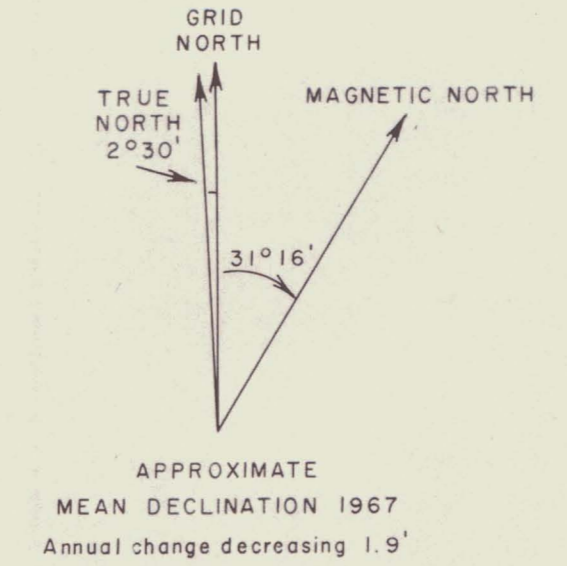 GRID
NORTH
TRUE
NORTH
2°30'
MAGNETIC NORTH
31°16'
APPROXIMATE
MEAN DECLINATION 1967
Annual change decreasing 1.9'